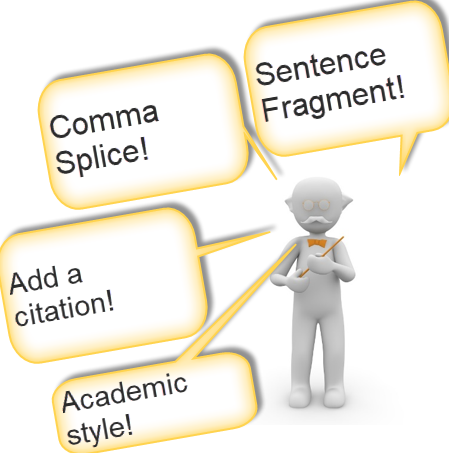 Sentence
Fragment!
Comma
Splice!
Add a
citation!
Academic
style!